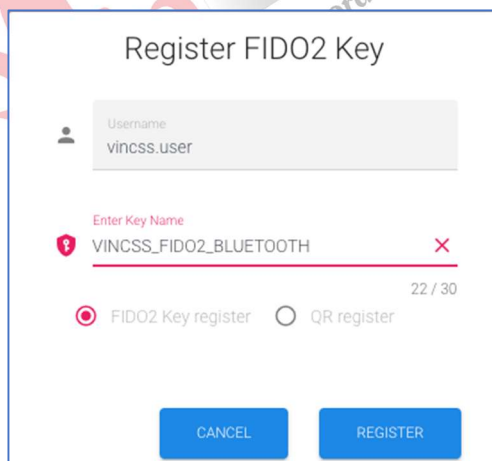 Register FIDO2 Key
Username
vincss.user
Enter Key Name
VINCSS_FIDO2_BLUETOOTH
22 / 30
FIDO2 Key register QR register
CANCEL REGISTER